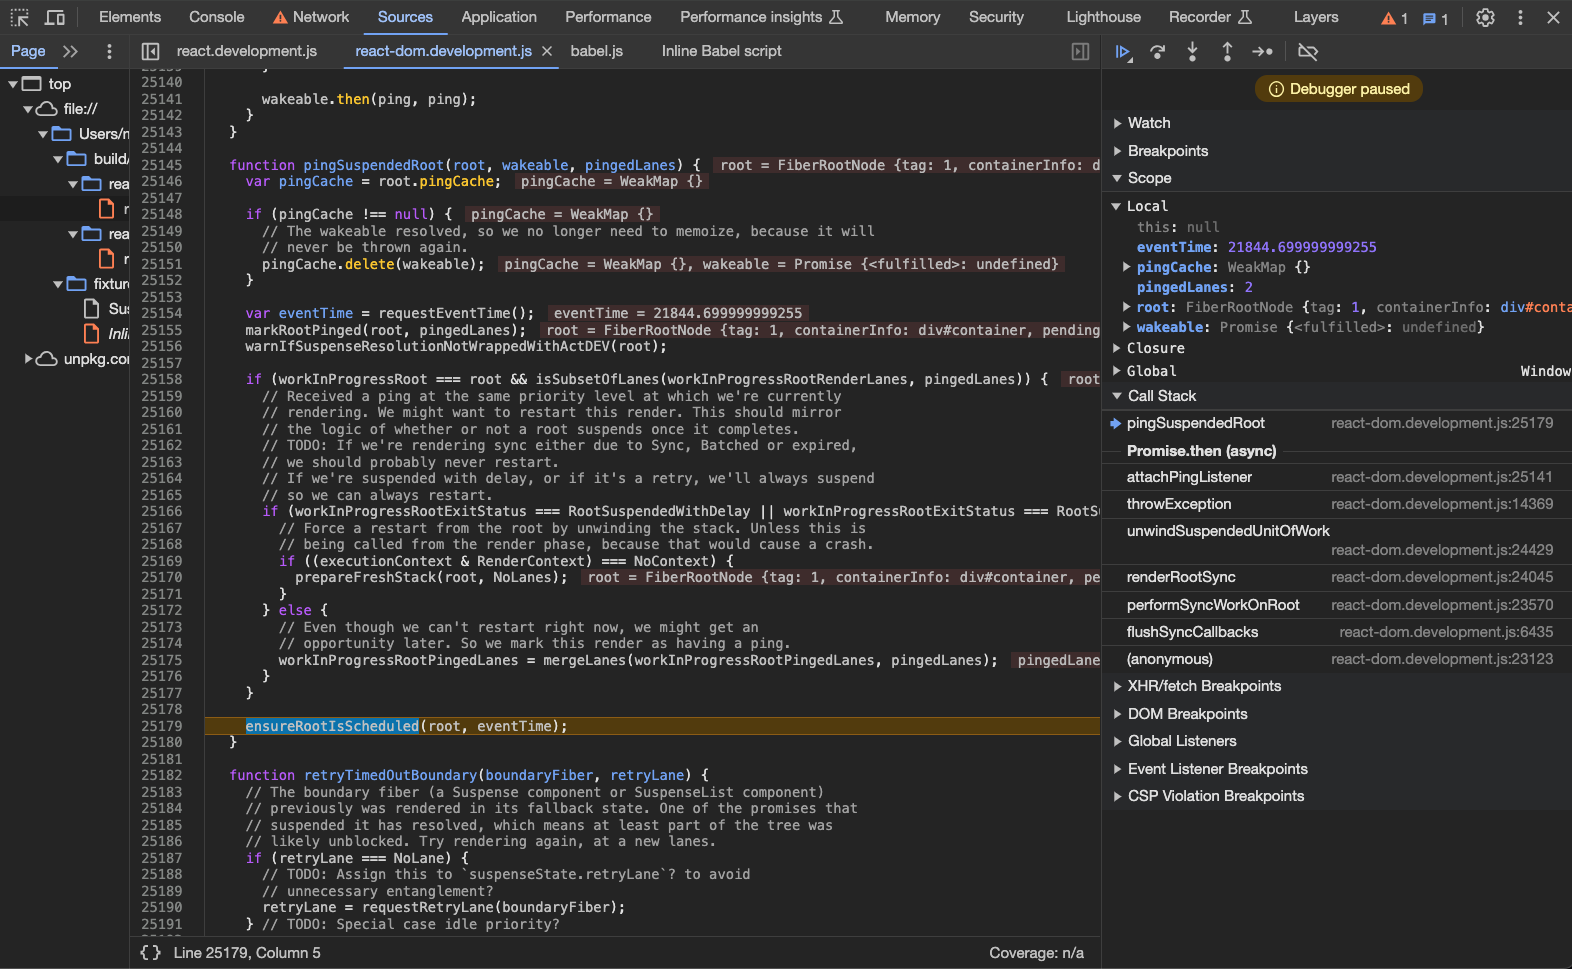 Elements Console Network Sources Application Performance Performance insights Memory Security Lighthouse Recorder Layers 1 1
Page react.development.js react-dom.development.js babel.js Inline Babel script
top
file://
Users/n
build/
rea
r
rea
r
fixture
Sus
Inli
unpkg.co
25140
25141 wakeable.then(ping, ping);
25142 }
25143 }
25144
25145 function pingSuspendedRoot(root, wakeable, pingedLanes) { root = FiberRootNode {tag: 1, containerInfo: d
25146 var pingCache = root.pingCache; pingCache = WeakMap {}
25147
25148 if (pingCache !== null) { pingCache = WeakMap {}
25149 // The wakeable resolved, so we no longer need to memoize, because it will
25150 // never be thrown again.
25151 pingCache.delete(wakeable); pingCache = WeakMap {}, wakeable = Promise {<fulfilled>: undefined}
25152 }
25153
25154 var eventTime = requestEventTime(); eventTime = 21844.699999999255
25155 markRootPinged(root, pingedLanes); root = FiberRootNode {tag: 1, containerInfo: div#container, pending
25156 warnIfSuspenseResolutionNotWrappedWithActDEV(root);
25157
25158 if (workInProgressRoot === root && isSubsetOfLanes(workInProgressRootRenderLanes, pingedLanes)) { root
25159 // Received a ping at the same priority level at which we're currently
25160 // rendering. We might want to restart this render. This should mirror
25161 // the logic of whether or not a root suspends once it completes.
25162 // TODO: If we're rendering sync either due to Sync, Batched or expired,
25163 // we should probably never restart.
25164 // If we're suspended with delay, or if it's a retry, we'll always suspend
25165 // so we can always restart.
25166 if (workInProgressRootExitStatus === RootSuspendedWithDelay || workInProgressRootExitStatus === RootS
25167 // Force a restart from the root by unwinding the stack. Unless this is
25168 // being called from the render phase, because that would cause a crash.
25169 if ((executionContext & RenderContext) === NoContext) {
25170 prepareFreshStack(root, NoLanes); root = FiberRootNode {tag: 1, containerInfo: div#container, pe
25171 }
25172 } else {
25173 // Even though we can't restart right now, we might get an
25174 // opportunity later. So we mark this render as having a ping.
25175 workInProgressRootPingedLanes = mergeLanes(workInProgressRootPingedLanes, pingedLanes); pingedLane
25176 }
25177 }
25178
25179 ensureRootIsScheduled(root, eventTime);
25180 }
25181
25182 function retryTimedOutBoundary(boundaryFiber, retryLane) {
25183 // The boundary fiber (a Suspense component or SuspenseList component)
25184 // previously was rendered in its fallback state. One of the promises that
25185 // suspended it has resolved, which means at least part of the tree was
25186 // likely unblocked. Try rendering again, at a new lanes.
25187 if (retryLane === NoLane) {
25188 // TODO: Assign this to `suspenseState.retryLane`? to avoid
25189 // unnecessary entanglement?
25190 retryLane = requestRetryLane(boundaryFiber);
25191 } // TODO: Special case idle priority?
{} Line 25179, Column 5 Coverage: n/a
Debugger paused
Watch
Breakpoints
Scope
Local
this: null
eventTime: 21844.699999999255
pingCache: WeakMap {}
pingedLanes: 2
root: FiberRootNode {tag: 1, containerInfo: div#conta
wakeable: Promise {<fulfilled>: undefined}
Closure
Global Window
Call Stack
pingSuspendedRoot react-dom.development.js:25179
Promise.then (async)
attachPingListener react-dom.development.js:25141
throwException react-dom.development.js:14369
unwindSuspendedUnitOfWork
react-dom.development.js:24429
renderRootSync react-dom.development.js:24045
performSyncWorkOnRoot react-dom.development.js:23570
flushSyncCallbacks react-dom.development.js:6435
(anonymous) react-dom.development.js:23123
XHR/fetch Breakpoints
DOM Breakpoints
Global Listeners
Event Listener Breakpoints
CSP Violation Breakpoints